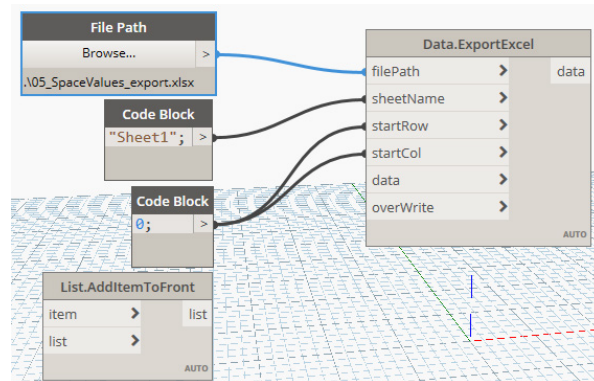 File Path
Browse...
>
.\05_SpaceValues_export.xlsx
Code Block
"Sheet1";
>
Code Block
0;
>
List.AddItemToFront
item > list
list >
AUTO
Data.ExportExcel
filePath > data
sheetName >
startRow >
startCol >
data >
overWrite >
AUTO